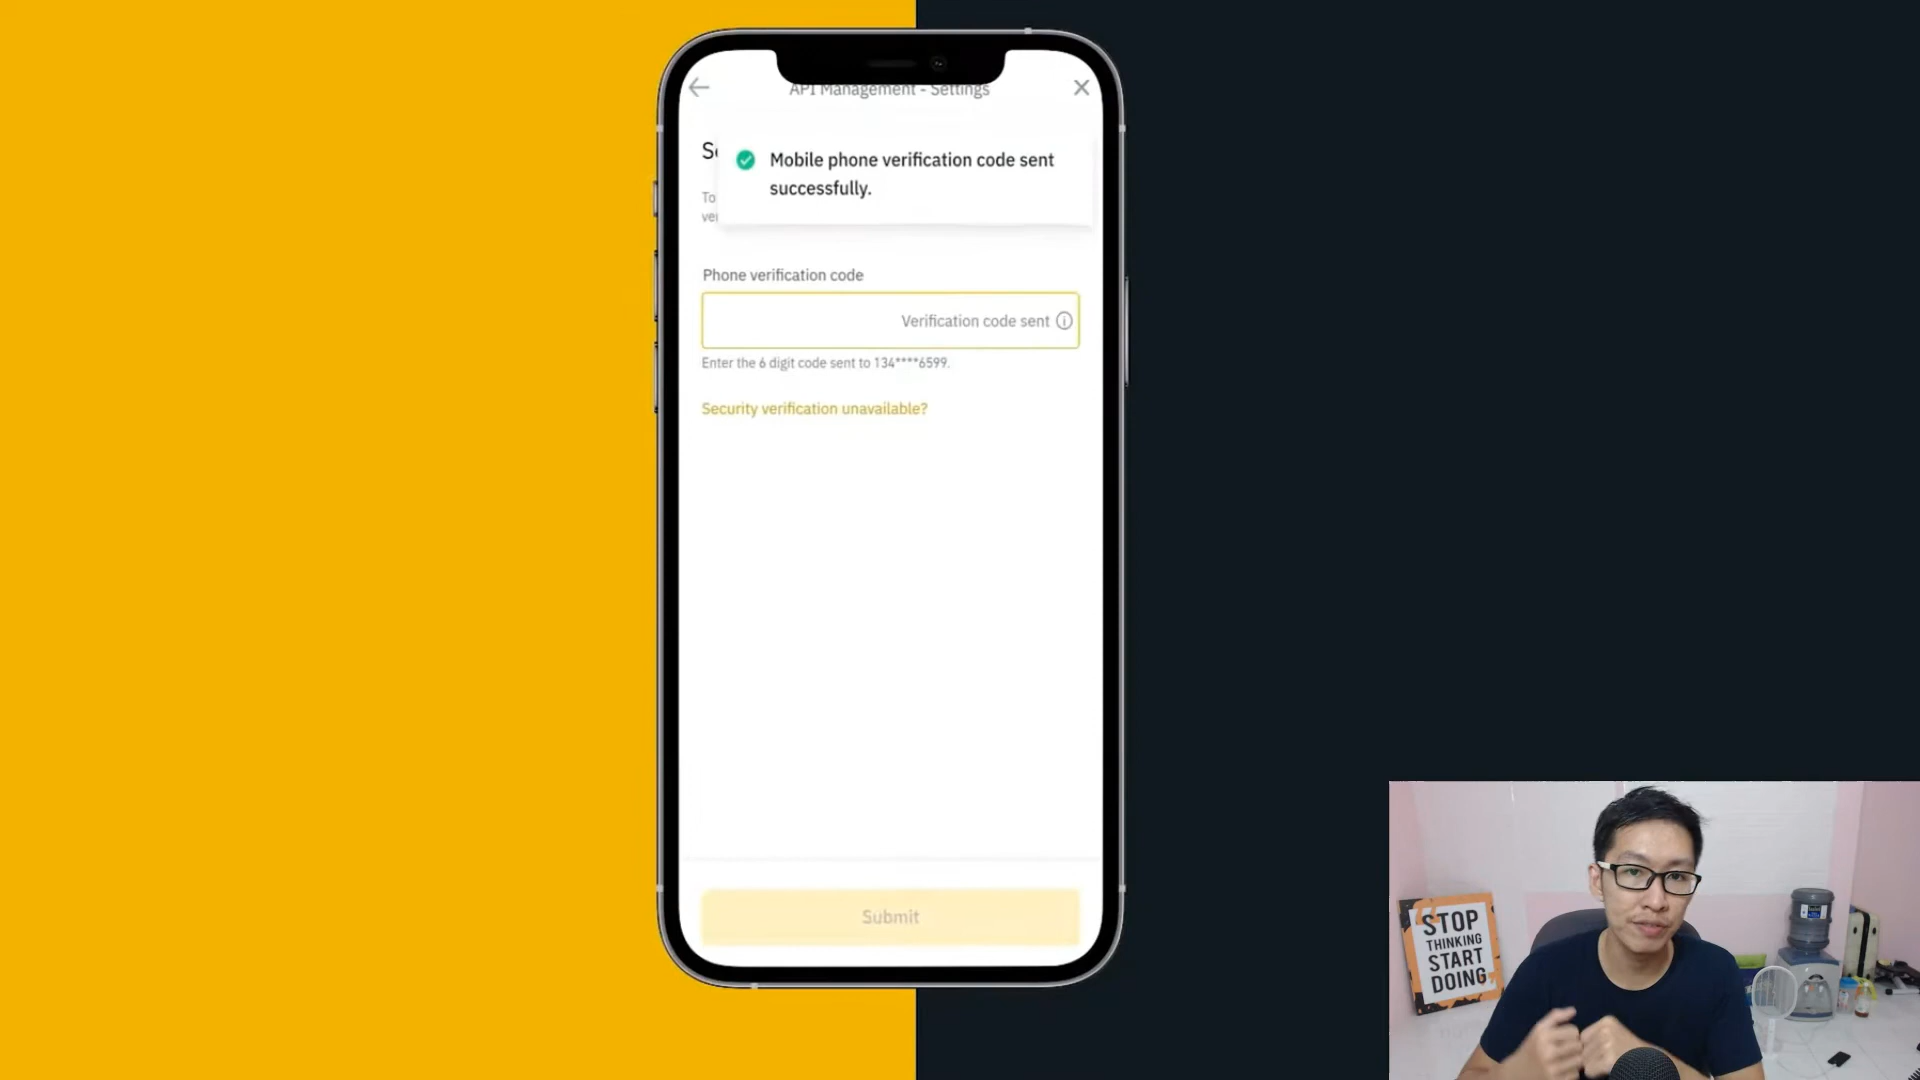 API Management - Settings
Mobile phone verification code sent
successfully.
To
Phone verification code
Verification code sent
Enter the 6 digit code sent to 134****6599.
Security verification unavailable?
Submit
STOP
THINKING
START
DOING